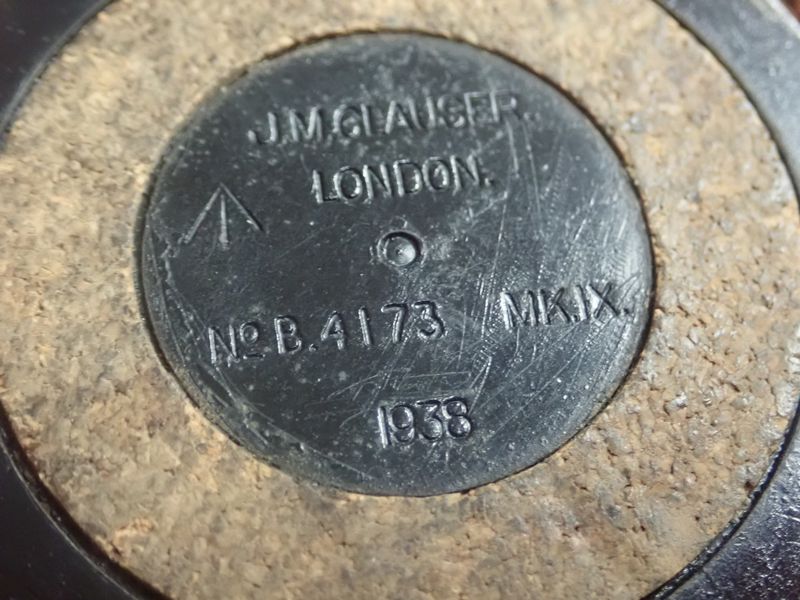 J.M.GLAUSER.
LONDON.
No B.4173 MK.IX.
1938